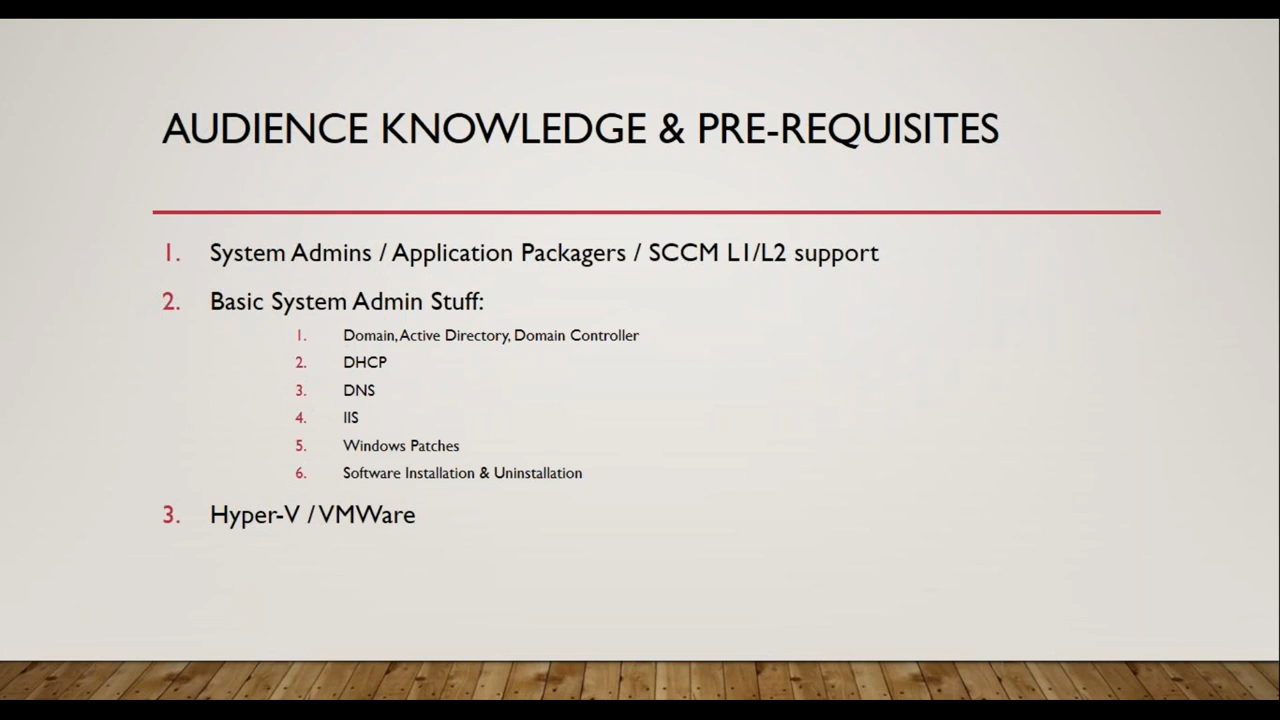 AUDIENCE KNOWLEDGE & PRE-REQUISITES
1. System Admins / Application Packagers / SCCM L1/L2 support
2. Basic System Admin Stuff:
1. Domain, Active Directory, Domain Controller
2. DHCP
3. DNS
4. IIS
5. Windows Patches
6. Software Installation & Uninstallation
3. Hyper-V / VMWare